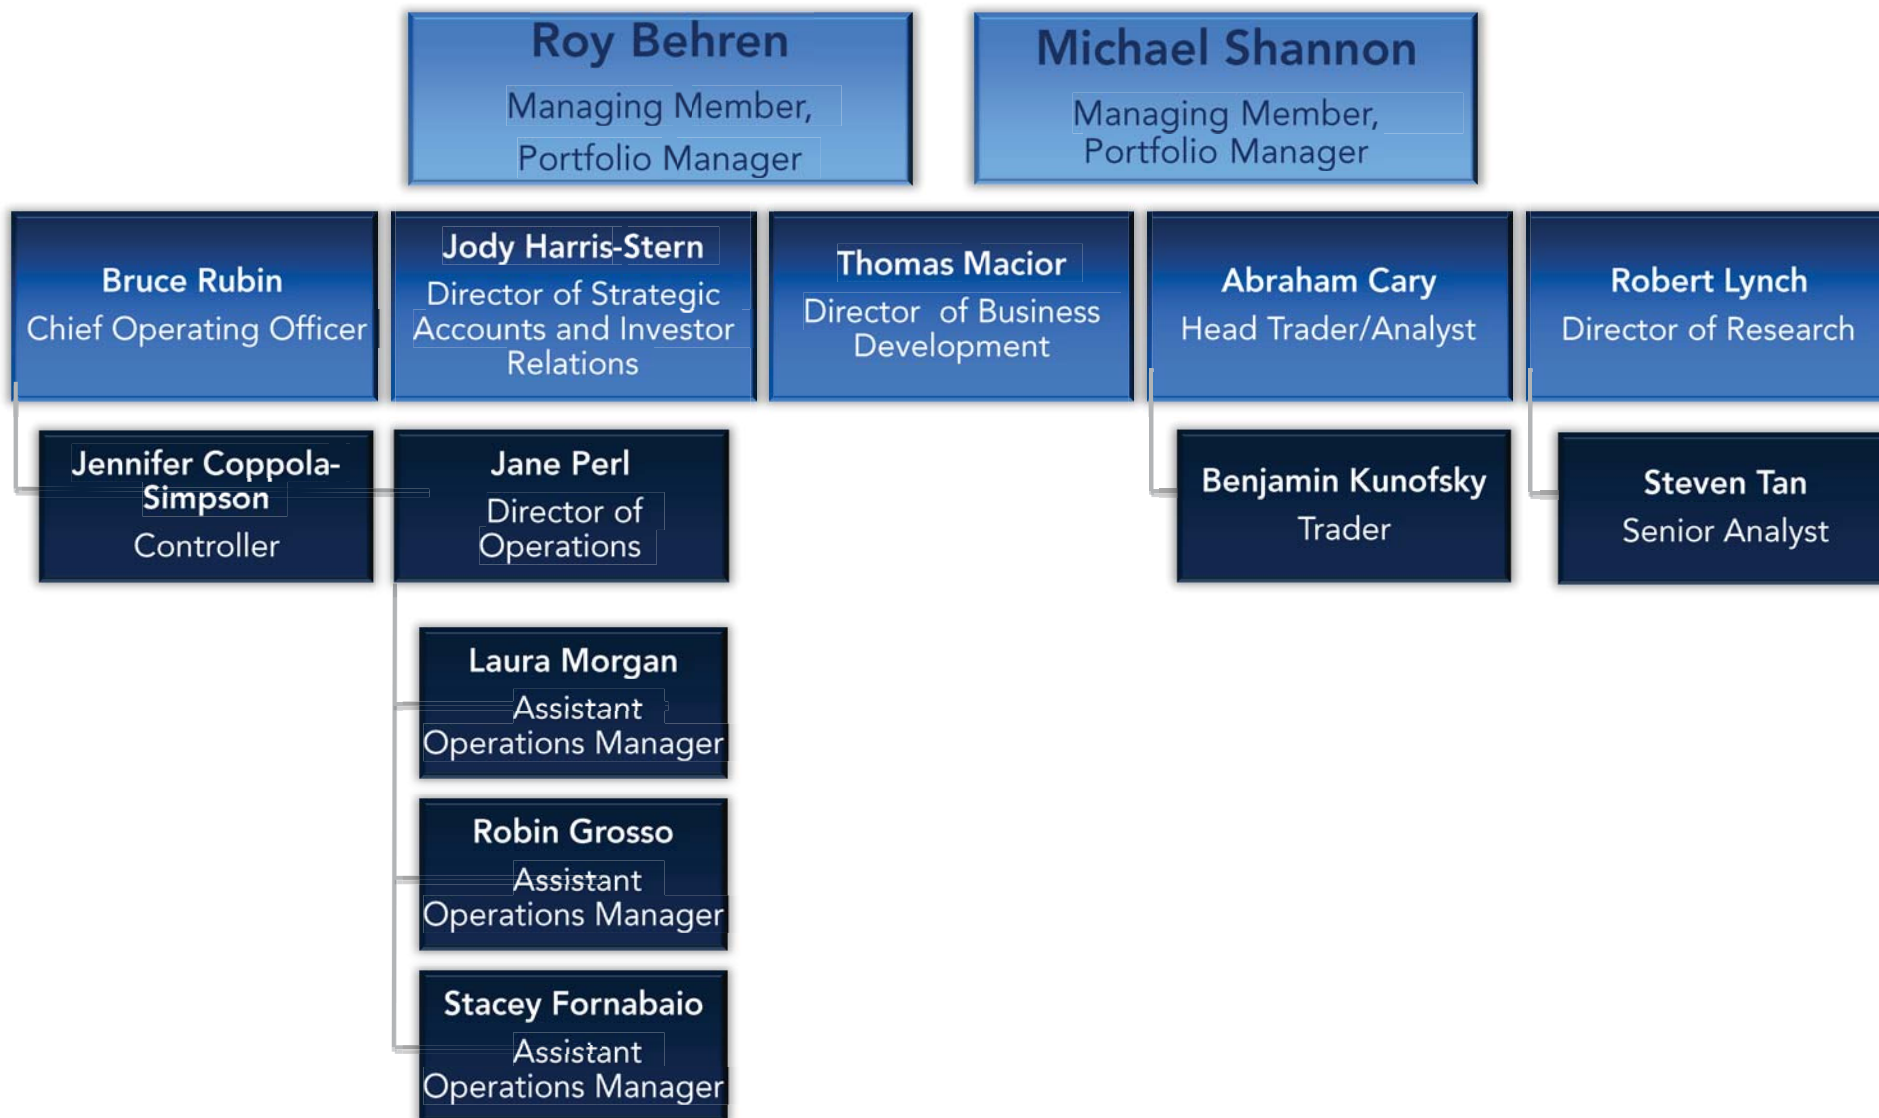 Roy Behren
Managing Member,
Portfolio Manager
Michael Shannon
Managing Member,
Portfolio Manager
Bruce Rubin
Chief Operating Officer
Jody Harris-Stern
Director of Strategic
Accounts and Investor
Relations
Thomas Macior
Director of Business
Development
Abraham Cary
Head Trader/Analyst
Robert Lynch
Director of Research
Jennifer Coppola-
Simpson
Controller
Jane Perl
Director of
Operations
Benjamin Kunofsky
Trader
Steven Tan
Senior Analyst
Laura Morgan
Assistant
Operations Manager
Robin Grosso
Assistant
Operations Manager
Stacey Fornabaio
Assistant
Operations Manager